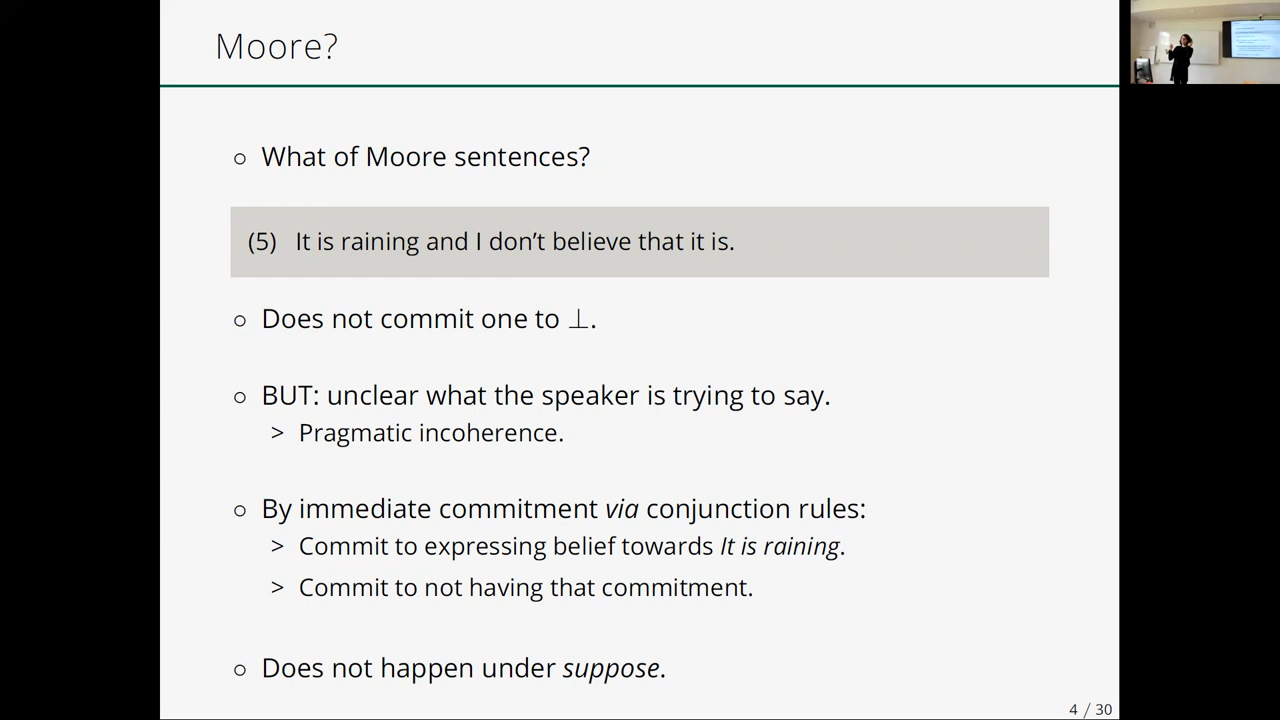 Moore?
○ What of Moore sentences?
(5) It is raining and I don’t believe that it is.
○ Does not commit one to ⊥.
○ BUT: unclear what the speaker is trying to say.
> Pragmatic incoherence.
○ By immediate commitment via conjunction rules:
> Commit to expressing belief towards It is raining.
> Commit to not having that commitment.
○ Does not happen under suppose.
4 / 30